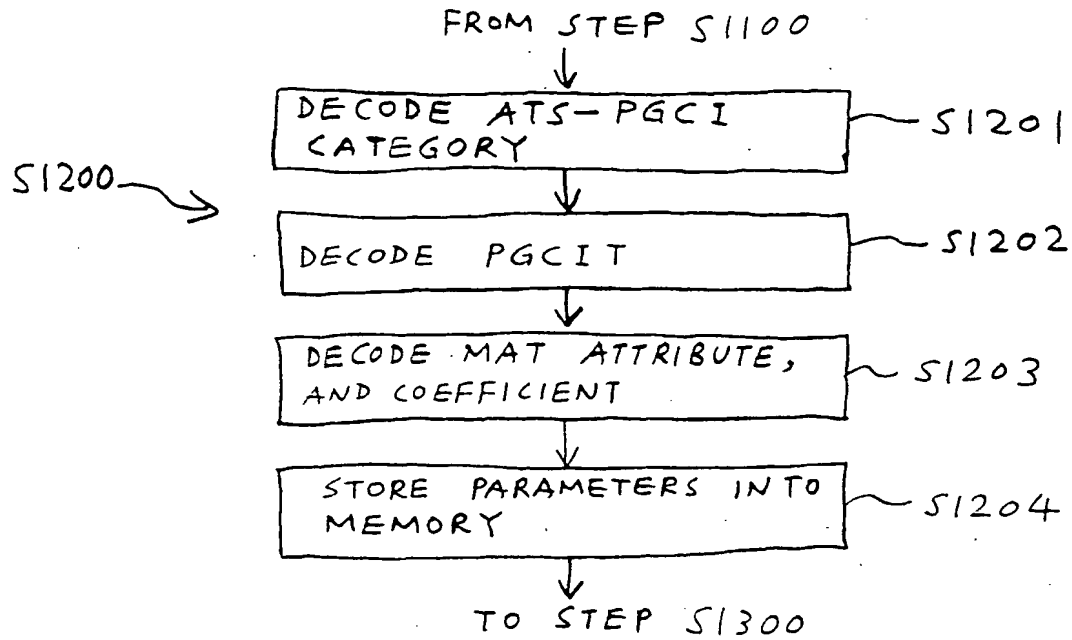 FROM STEP S1100
DECODE ATS-PGCI
CATEGORY
S1201
S1200
DECODE PGCIT
S1202
DECODE MAT ATTRIBUTE,
AND COEFFICIENT
S1203
STORE PARAMETERS INTO
MEMORY
S1204
TO STEP S1300